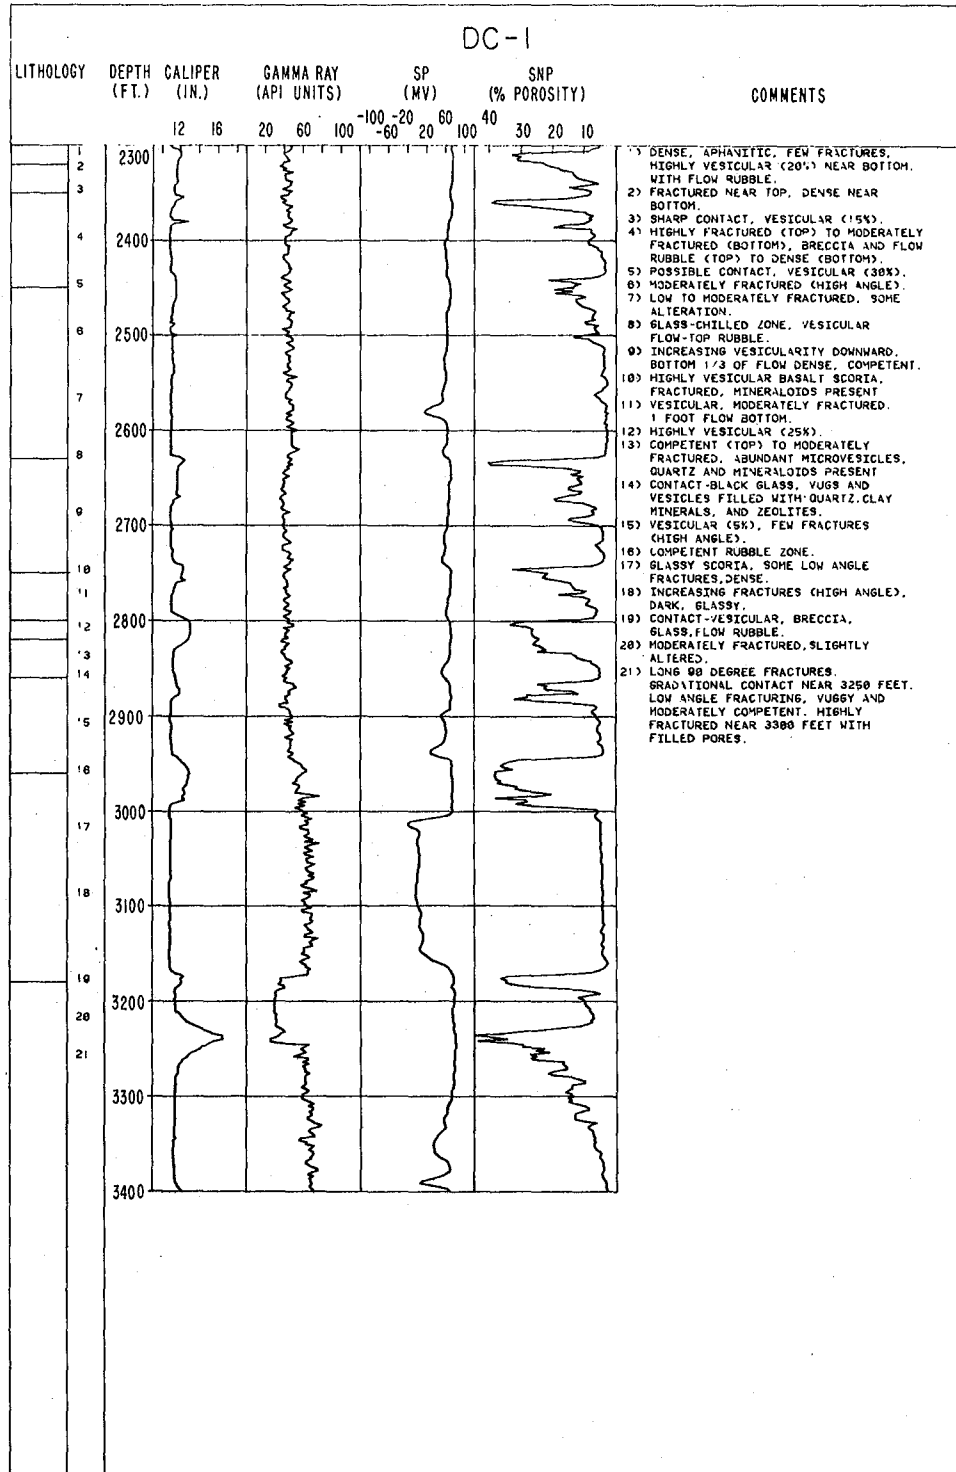 DC-1
LITHOLOGY DEPTH CALIPER GAMMA RAY SP SNP
(FT.) (IN.) (API UNITS) (MV) (% POROSITY) COMMENTS
-100 -20 60 40 20
12 16 20 60 100 -60 20 100 30 10
1 2300
2
3
4 2400
5
6 2500
7
2600
8
9 2700
10
11
12 2800
13
14
15 2900
16
3000
17
18
3100
19
3200
20
21
3300
3400
1) DENSE, APHANITIC, FEW FRACTURES,
HIGHLY VESICULAR (20%) NEAR BOTTOM,
WITH FLOW RUBBLE.
2) FRACTURED NEAR TOP, DENSE NEAR
BOTTOM.
3) SHARP CONTACT, VESICULAR (15%).
4) HIGHLY FRACTURED (TOP) TO MODERATELY
FRACTURED (BOTTOM), BRECCIA AND FLOW
RUBBLE (TOP) TO DENSE (BOTTOM).
5) POSSIBLE CONTACT, VESICULAR (30%).
6) MODERATELY FRACTURED (HIGH ANGLE).
7) LOW TO MODERATELY FRACTURED, SOME
ALTERATION.
8) GLASS-CHILLED ZONE, VESICULAR
FLOW-TOP RUBBLE.
9) INCREASING VESICULARITY DOWNWARD,
BOTTOM 1/3 OF FLOW DENSE, COMPETENT.
10) HIGHLY VESICULAR BASALT SCORIA,
FRACTURED, MINERALOIDS PRESENT
11) VESICULAR, MODERATELY FRACTURED.
1 FOOT FLOW BOTTOM.
12) HIGHLY VESICULAR (25%).
13) COMPETENT (TOP) TO MODERATELY
FRACTURED, ABUNDANT MICROVESICLES,
QUARTZ AND MINERALOIDS PRESENT
14) CONTACT-BLACK GLASS, VUGS AND
VESICLES FILLED WITH QUARTZ,CLAY
MINERALS, AND ZEOLITES.
15) VESICULAR (5%), FEW FRACTURES
(HIGH ANGLE).
16) COMPETENT RUBBLE ZONE.
17) GLASSY SCORIA, SOME LOW ANGLE
FRACTURES,DENSE.
18) INCREASING FRACTURES (HIGH ANGLE),
DARK, GLASSY.
19) CONTACT-VESICULAR, BRECCIA,
GLASS,FLOW RUBBLE.
20) MODERATELY FRACTURED,SLIGHTLY
ALTERED.
21) LONG 90 DEGREE FRACTURES.
GRADATIONAL CONTACT NEAR 3250 FEET.
LOW ANGLE FRACTURING, VUGGY AND
MODERATELY COMPETENT. HIGHLY
FRACTURED NEAR 3300 FEET WITH
FILLED PORES.